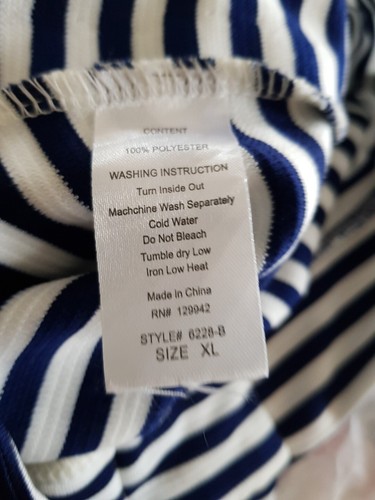 CONTENT
100% POLYESTER
WASHING INSTRUCTION
Turn Inside Out
Machchine Wash Separately
Cold Water
Do Not Bleach
Tumble dry Low
Iron Low Heat
Made in China
RN# 129942
STYLE# 6228-B
SIZE XL